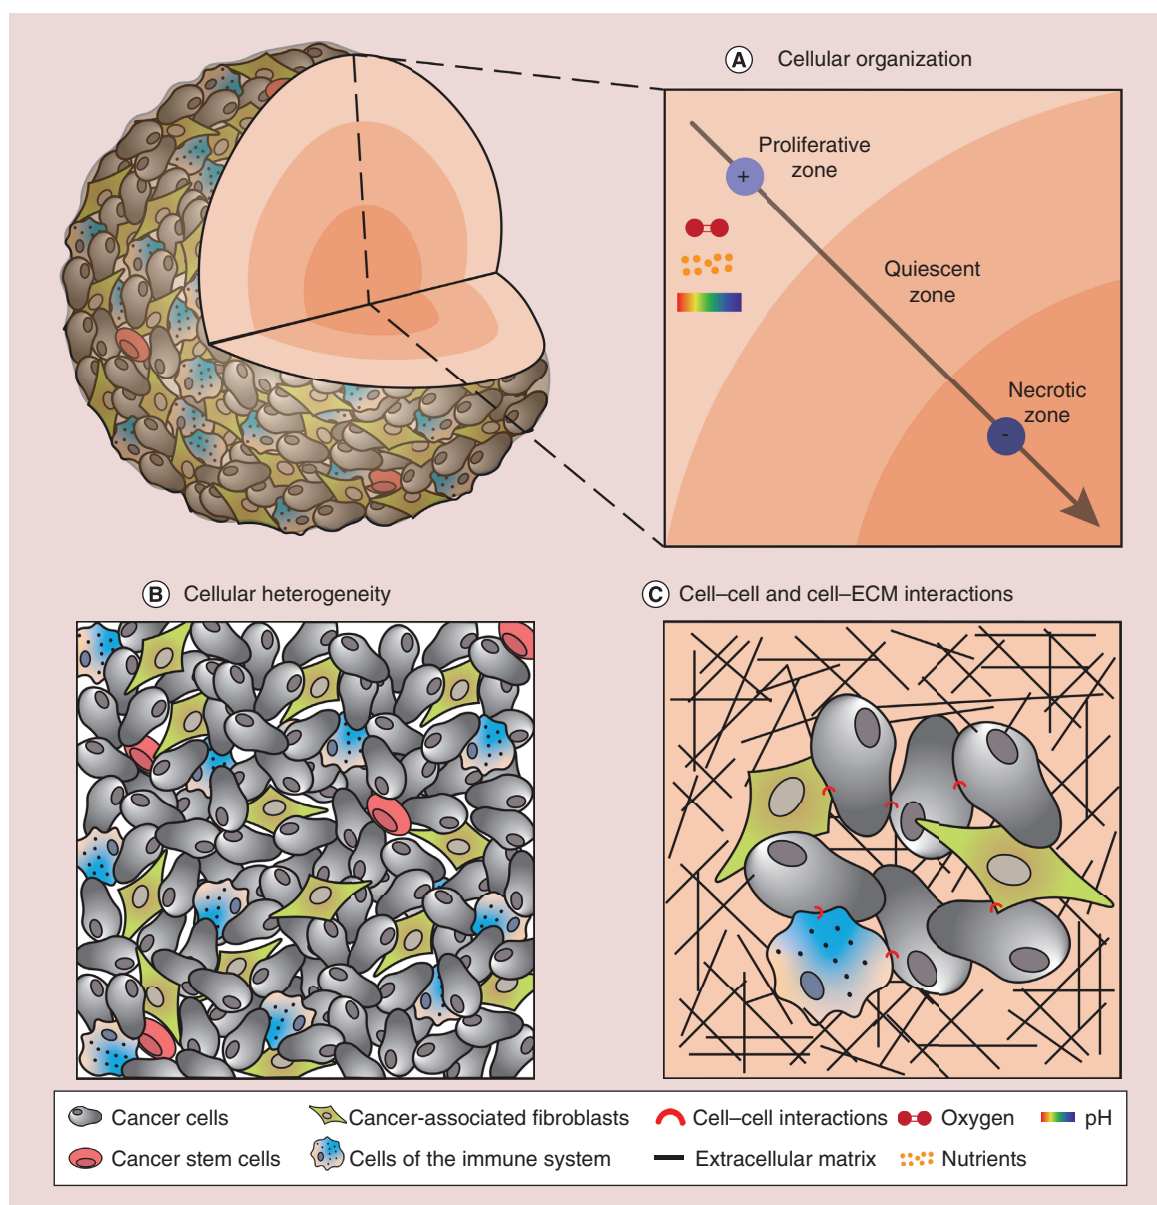 A Cellular organization
Proliferative
zone
+
Quiescent
zone
Necrotic
zone
-
B Cellular heterogeneity
C Cell–cell and cell–ECM interactions
Cancer cells
Cancer-associated fibroblasts
Cell–cell interactions
Oxygen
pH
Cancer stem cells
Cells of the immune system
Extracellular matrix
Nutrients